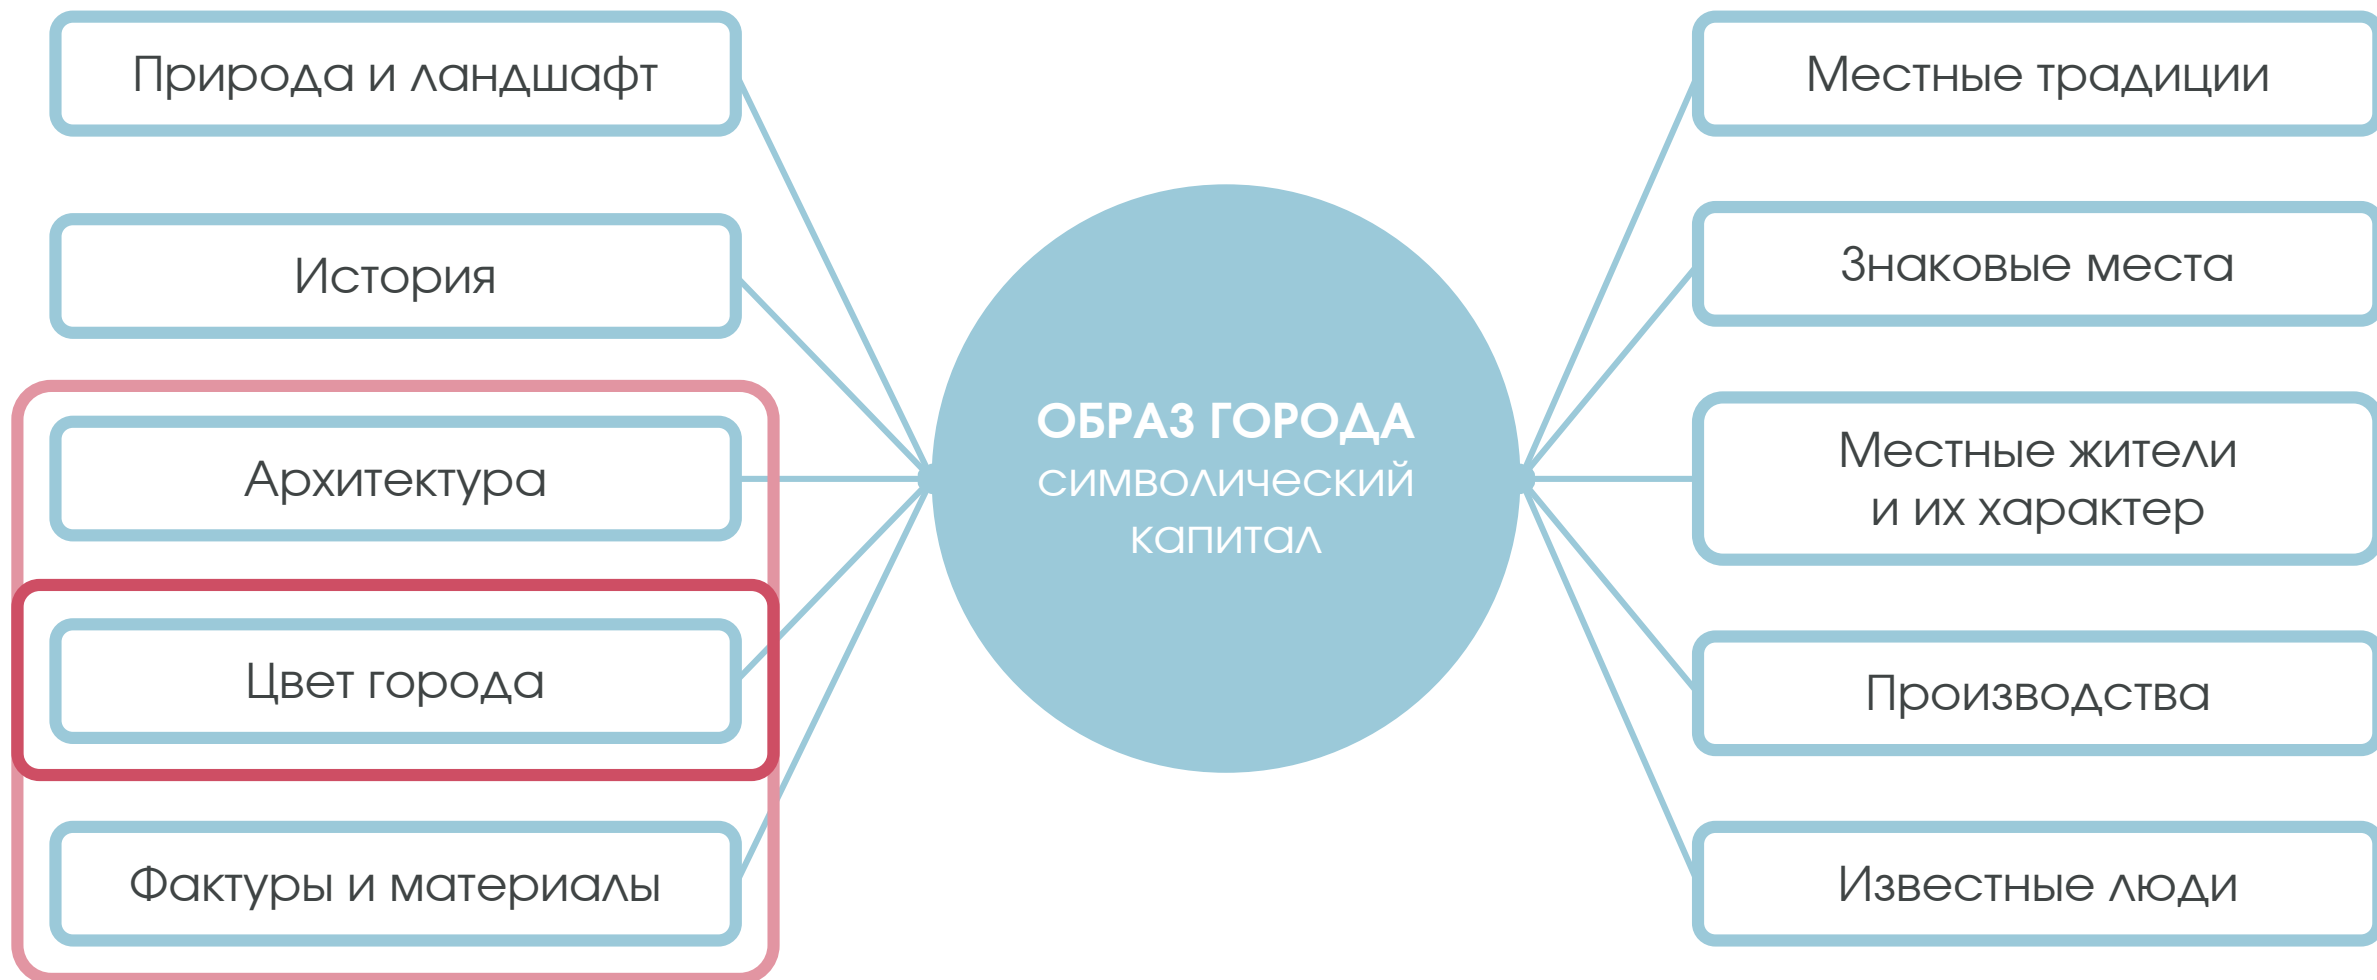 Природа и ландшафт
История
Архитектура
Цвет города
Фактуры и материалы
ОБРАЗ ГОРОДА
символический
капитал
Местные традиции
Знаковые места
Местные жители
и их характер
Производства
Известные люди